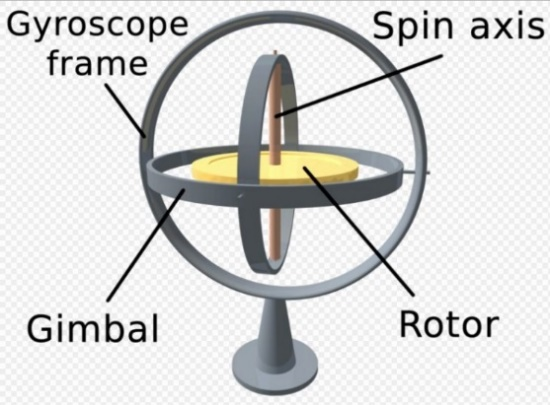 Gyroscope
frame
Spin axis
Gimbal
Rotor